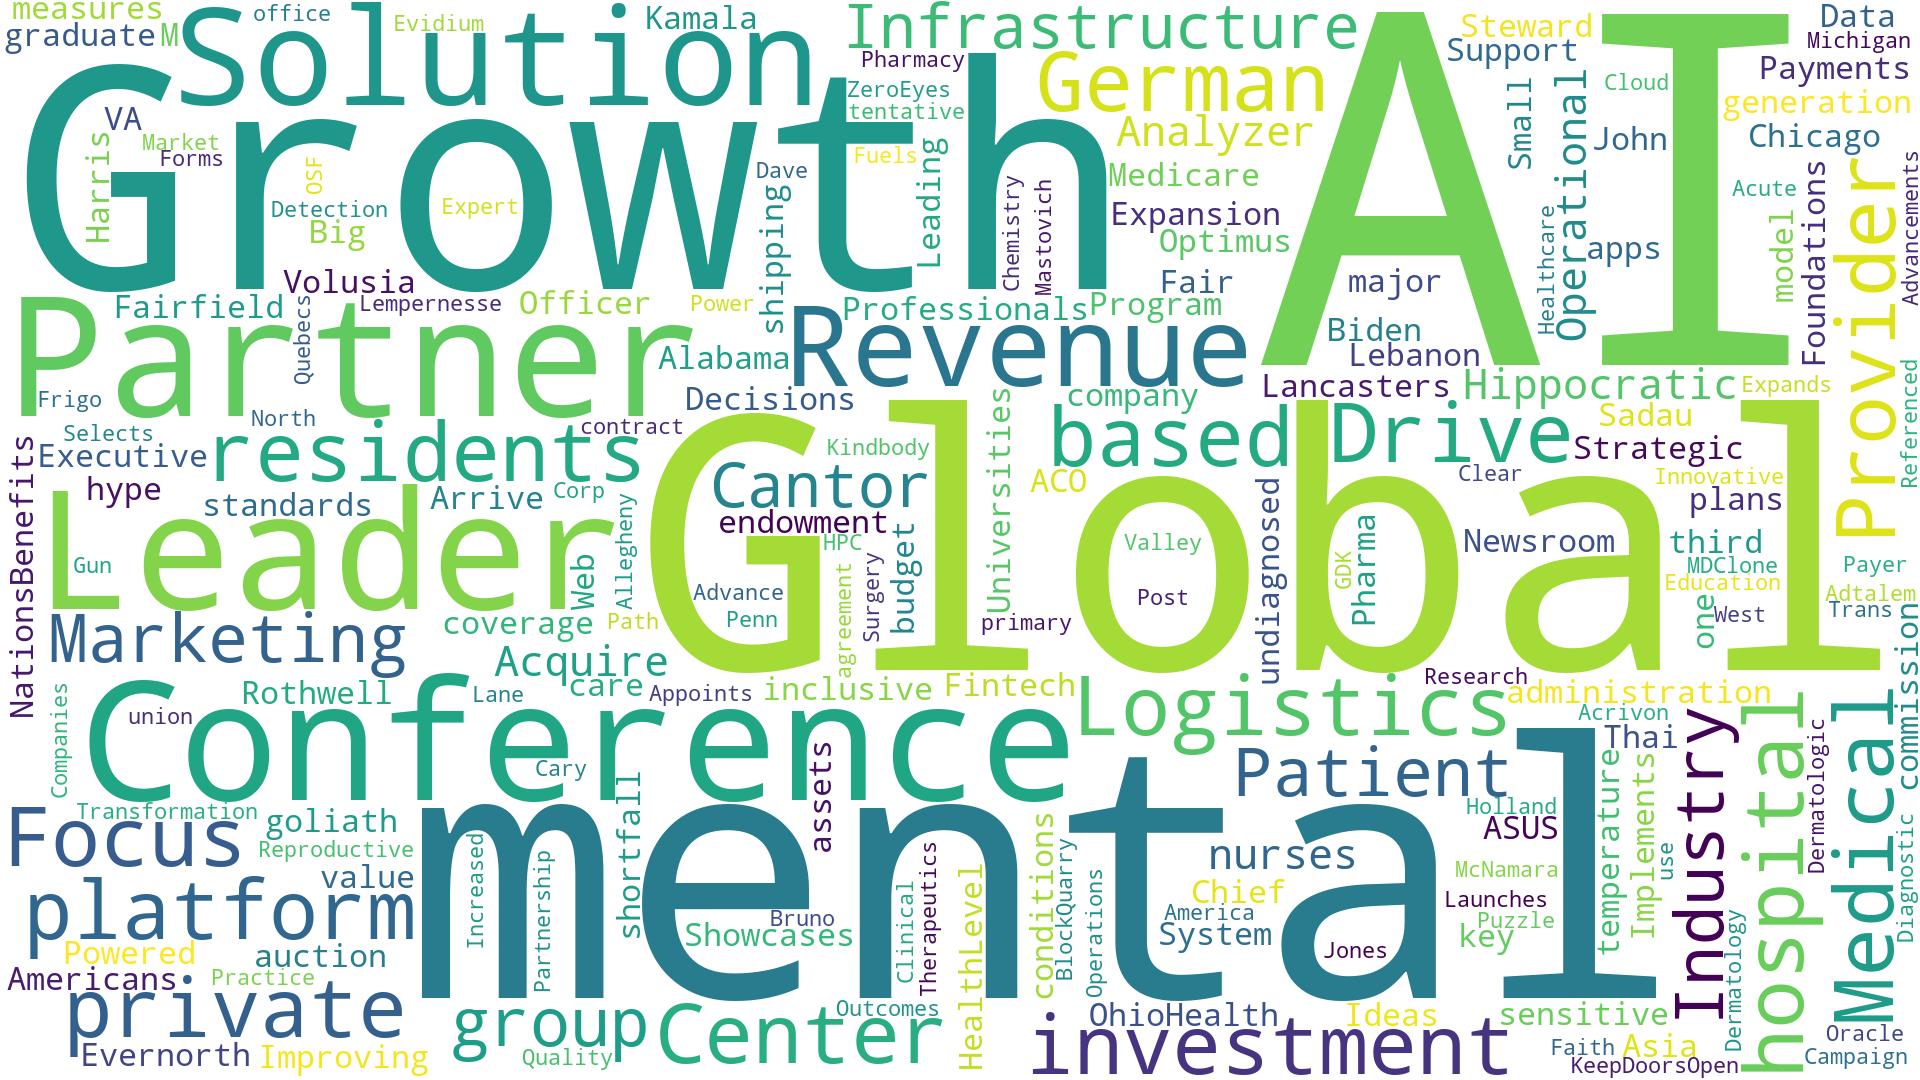 measures
office
Evidium
Kamala
Infrastructure
AI
Steward
Data
graduate
M
Solution
Pharmacy
German
Support
Michigan
Growth
ZeroEyes
tentative
Analyzer
Small
Operational
Cloud
Payments
generation
VA
Market
Forms
Harris
OSF
Dave
Fuels
Leading
Medicare
John
Chicago
Detection
Big
Expert
shipping
Chemistry
Mastovich
Expansion
Optimus
Healthcare
apps
Acute
model
Foundations
Provider
Advancements
Volusia
Fair
major
Fairfield
Quebecs
Lempernesse
Officer
Power
Professionals
Program
Biden
Partner
Alabama
Revenue
Lebanon
Frigo
North
Decisions
company
Lancasters
Hippocratic
Expands
Referenced
Selects
residents
contract
Kindbody
Universities
based
Drive
Sadau
Strategic
NationsBenefits
Executive
hype
standards
Arrive
Corp
Allegheny
Cantor
ACO
Global
undiagnosed
Clear
Innovative
plans
Leader
Web
endowment
HPC
budget
Valley
GDK
Pharma
Newsroom
third
MDClone
Payer
Gun
Advance
agreement
Surgery
Post
Education
Adtalem
Marketing
coverage
Path
Penn
primary
one
West
Trans
commission
Acquire
care
Rothwell
Lane
Appoints
inclusive
Fintech
Logistics
Research
administration
Companies
union
Conference
Acrivon
Thai
Industry
hospital
Medical
Dermatologic
Cary
shortfall
assets
Patient
temperature
Implements
Transformation
Focus
goliath
Reproductive
mental
conditions
Holland
ASUS
use
Diagnostic
value
Increased
Partnership
Therapeutics
Clinical
HealthLevel
BlockQuarry
Operations
nurses
McNamara
platform
Chief
Launches
Puzzle
Bruno
Showcases
America
System
Jones
key
Dermatology
Powered
auction
Americans
Practice
private
group
Center
Outcomes
OhioHealth
Ideas
sensitive
Oracle
Evernorth
Improving
Quality
investment
Faith
Asia
Campaign
KeepDoorsOpen